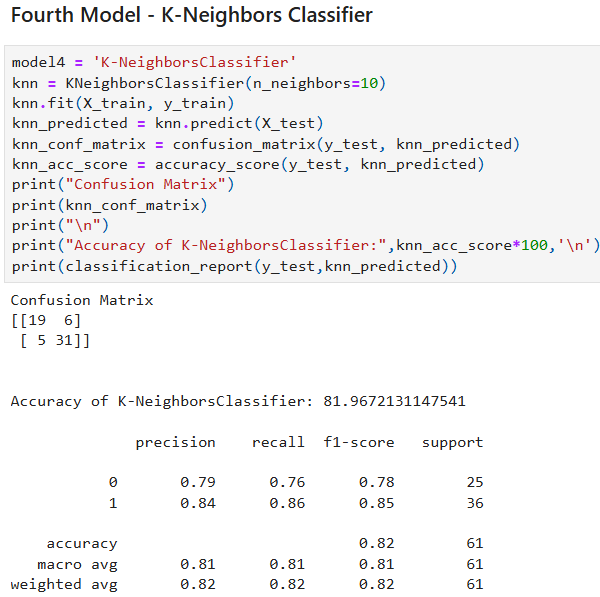 Fourth Model - K-Neighbors Classifier
model4 = 'K-NeighborsClassifier'
knn = KNeighborsClassifier(n_neighbors=10)
knn.fit(X_train, y_train)
knn_predicted = knn.predict(X_test)
knn_conf_matrix = confusion_matrix(y_test, knn_predicted)
knn_acc_score = accuracy_score(y_test, knn_predicted)
print("Confusion Matrix")
print(knn_conf_matrix)
print("\n")
print("Accuracy of K-NeighborsClassifier:",knn_acc_score*100,'\n')
print(classification_report(y_test,knn_predicted))
Confusion Matrix
[[19  6]
 [ 5 31]]
Accuracy of K-NeighborsClassifier: 81.9672131147541
precision    recall  f1-score   support
0       0.79      0.76      0.78        25
1       0.84      0.86      0.85        36
accuracy                           0.82        61
macro avg       0.81      0.81      0.81        61
weighted avg       0.82      0.82      0.82        61